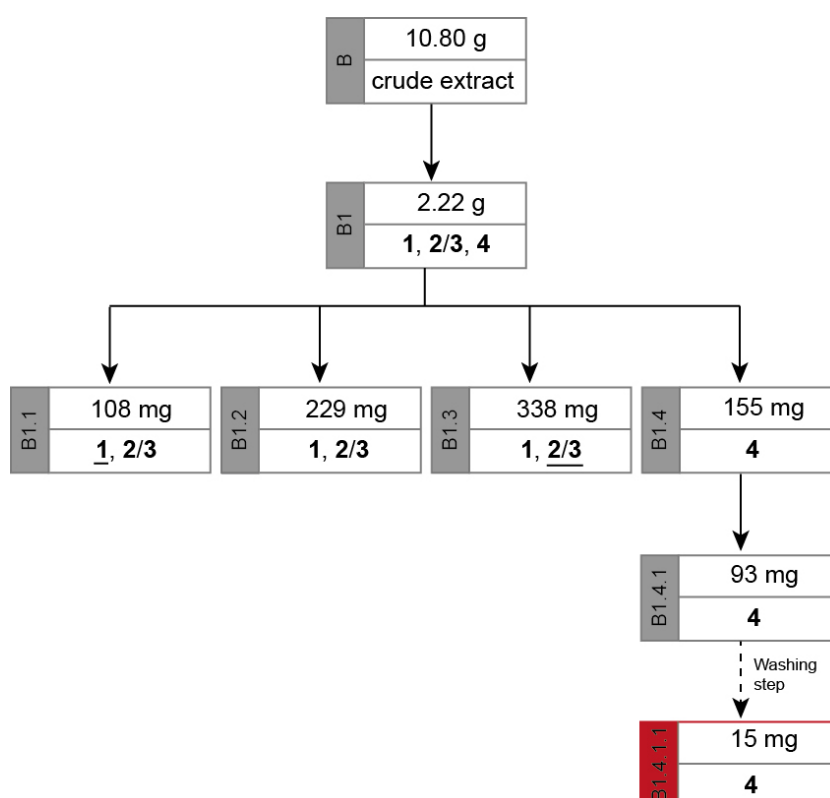 B
10.80 g
crude extract
B1
2.22 g
1, 2/3, 4
B1.1
108 mg
1, 2/3
B1.2
229 mg
1, 2/3
B1.3
338 mg
1, 2/3
B1.4
155 mg
4
B1.4.1
93 mg
4
Washing
step
B1.4.1.1
15 mg
4